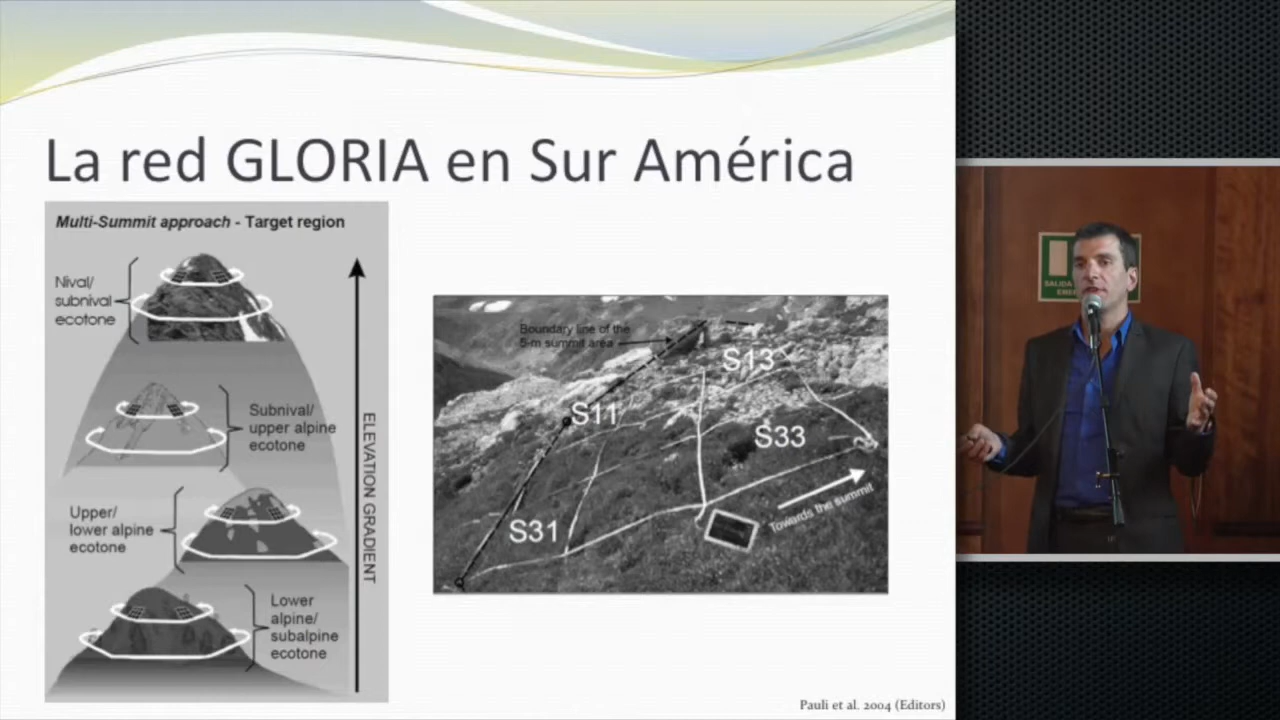 La red GLORIA en Sur América
Multi-Summit approach - Target region
Nival/
subnival
ecotone
Subnival/
upper alpine
ecotone
Upper/
lower alpine
ecotone
Lower
alpine/
subalpine
ecotone
ELEVATION GRADIENT
Boundary line of the
5-m summit area
S13
S11
S33
S31
Towards the summit
Pauli et al. 2004 (Editors)
SALIDA
EMER